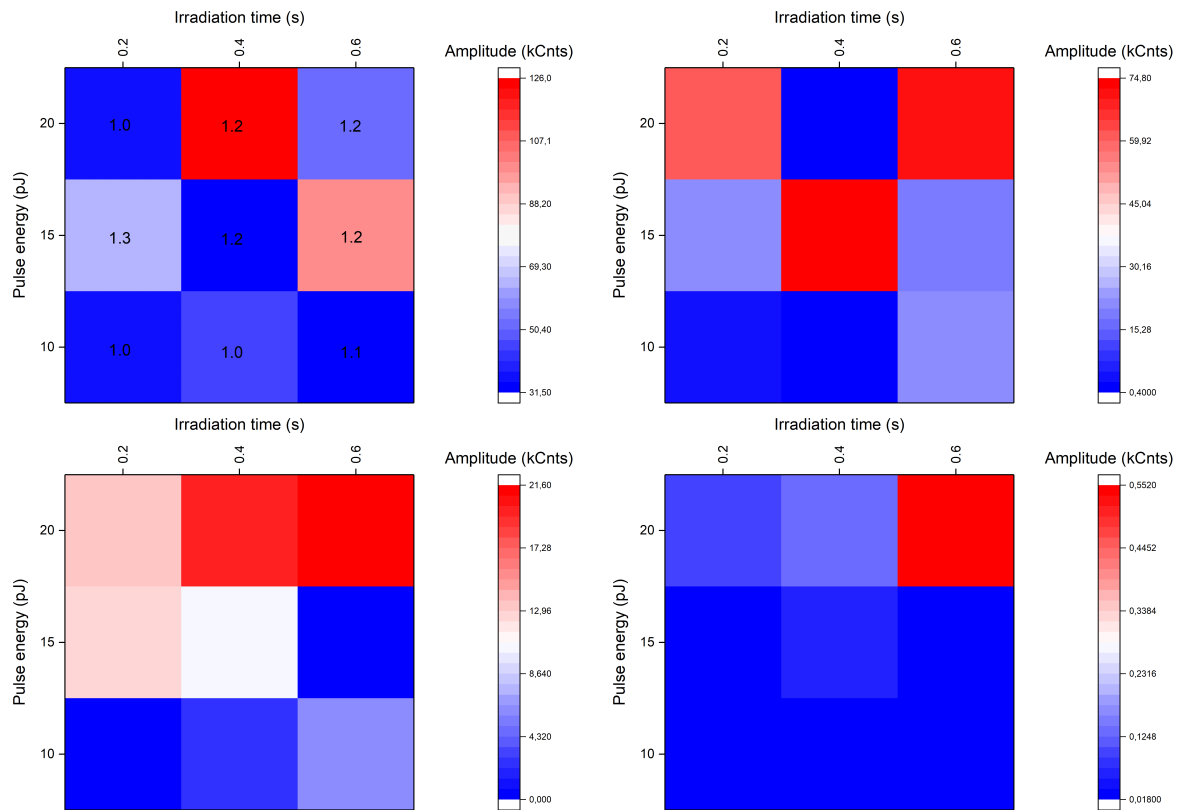 Irradiation time (s)
0.2 0.4 0.6
Amplitude (kCnts)
Pulse energy (pJ)
20
15
10
1.0 1.2 1.2
1.3 1.2 1.2
1.0 1.0 1.1
126,0
107,1
88,20
69,30
50,40
31,50
Irradiation time (s)
0.2 0.4 0.6
Amplitude (kCnts)
Pulse energy (pJ)
20
15
10
74,80
59,92
45,04
30,16
15,28
0,4000
Irradiation time (s)
0.2 0.4 0.6
Amplitude (kCnts)
Pulse energy (pJ)
20
15
10
21,60
17,28
12,96
8,640
4,320
0,000
Irradiation time (s)
0.2 0.4 0.6
Amplitude (kCnts)
Pulse energy (pJ)
20
15
10
0,5520
0,4452
0,3384
0,2316
0,1248
0,01800